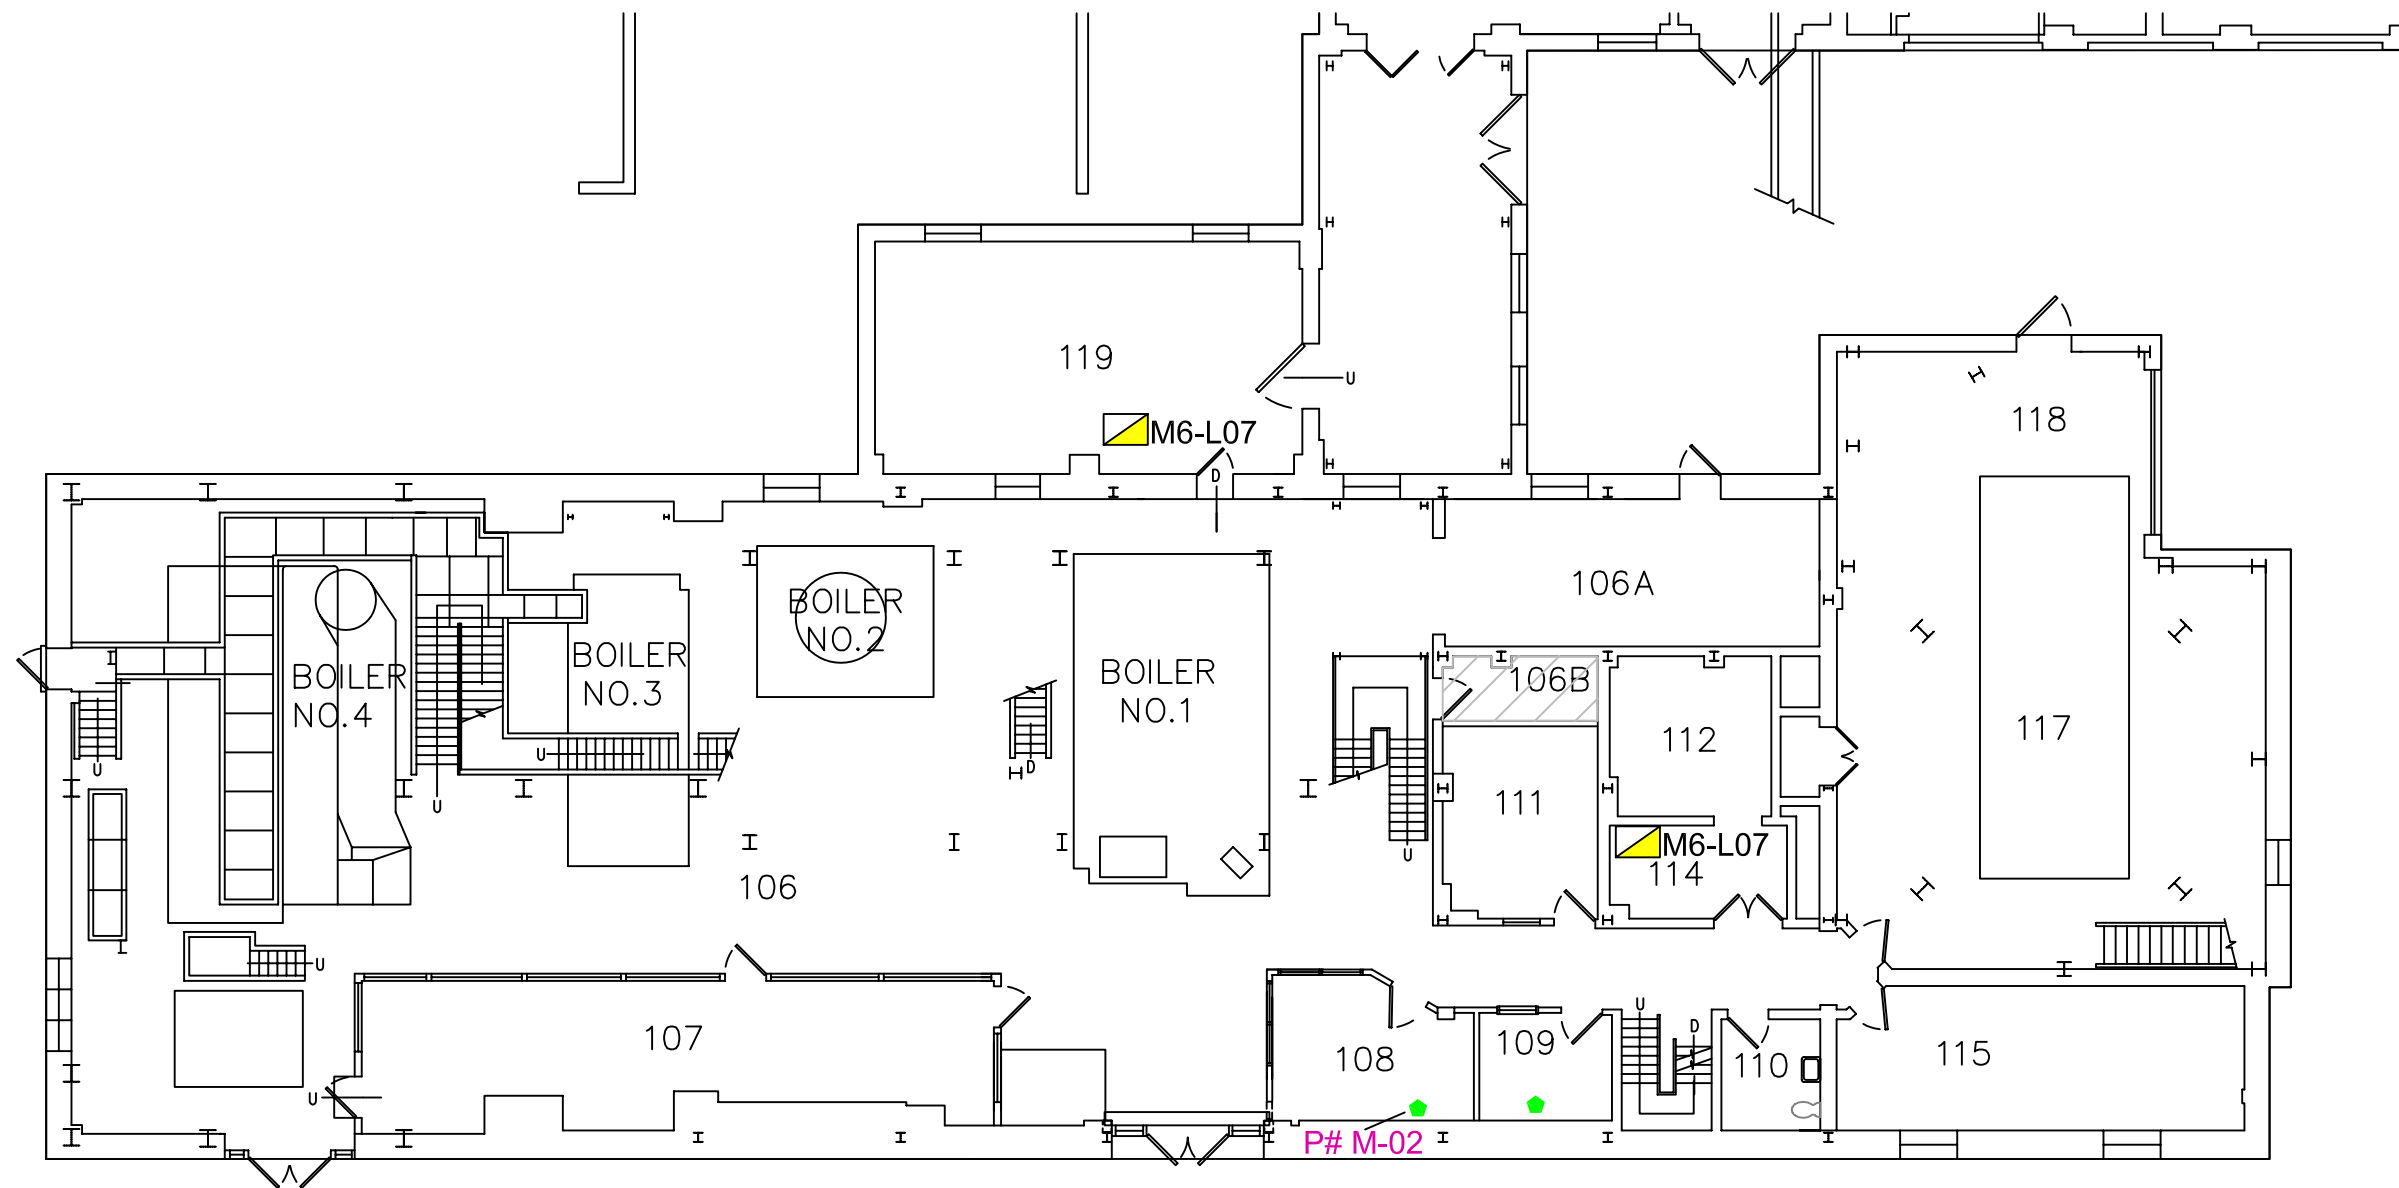 119
U
M6-L07
D
118
106A
BOILER
NO.2
BOILER
NO.3
BOILER
NO.1
BOILER
NO.4
106B
112
117
U
U
D
U
111
U
M6-L07
114
106
U
107
U
108
109
U
D
110
115
P# M-02